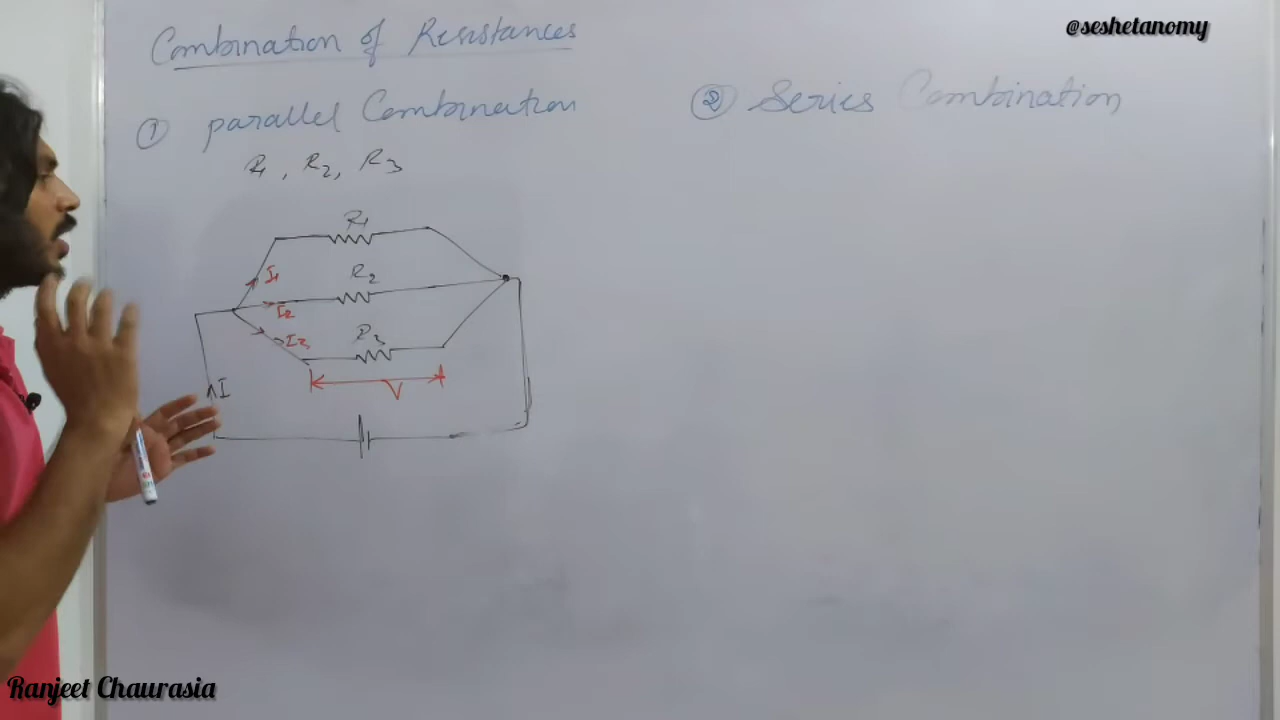 @seshetanomy
Combination of Resistances
① parallel Combination
② Series Combination
R1, R2, R3
R1
I1
R2
I2
R3
I3
V
I
Ranjeet Chaurasia